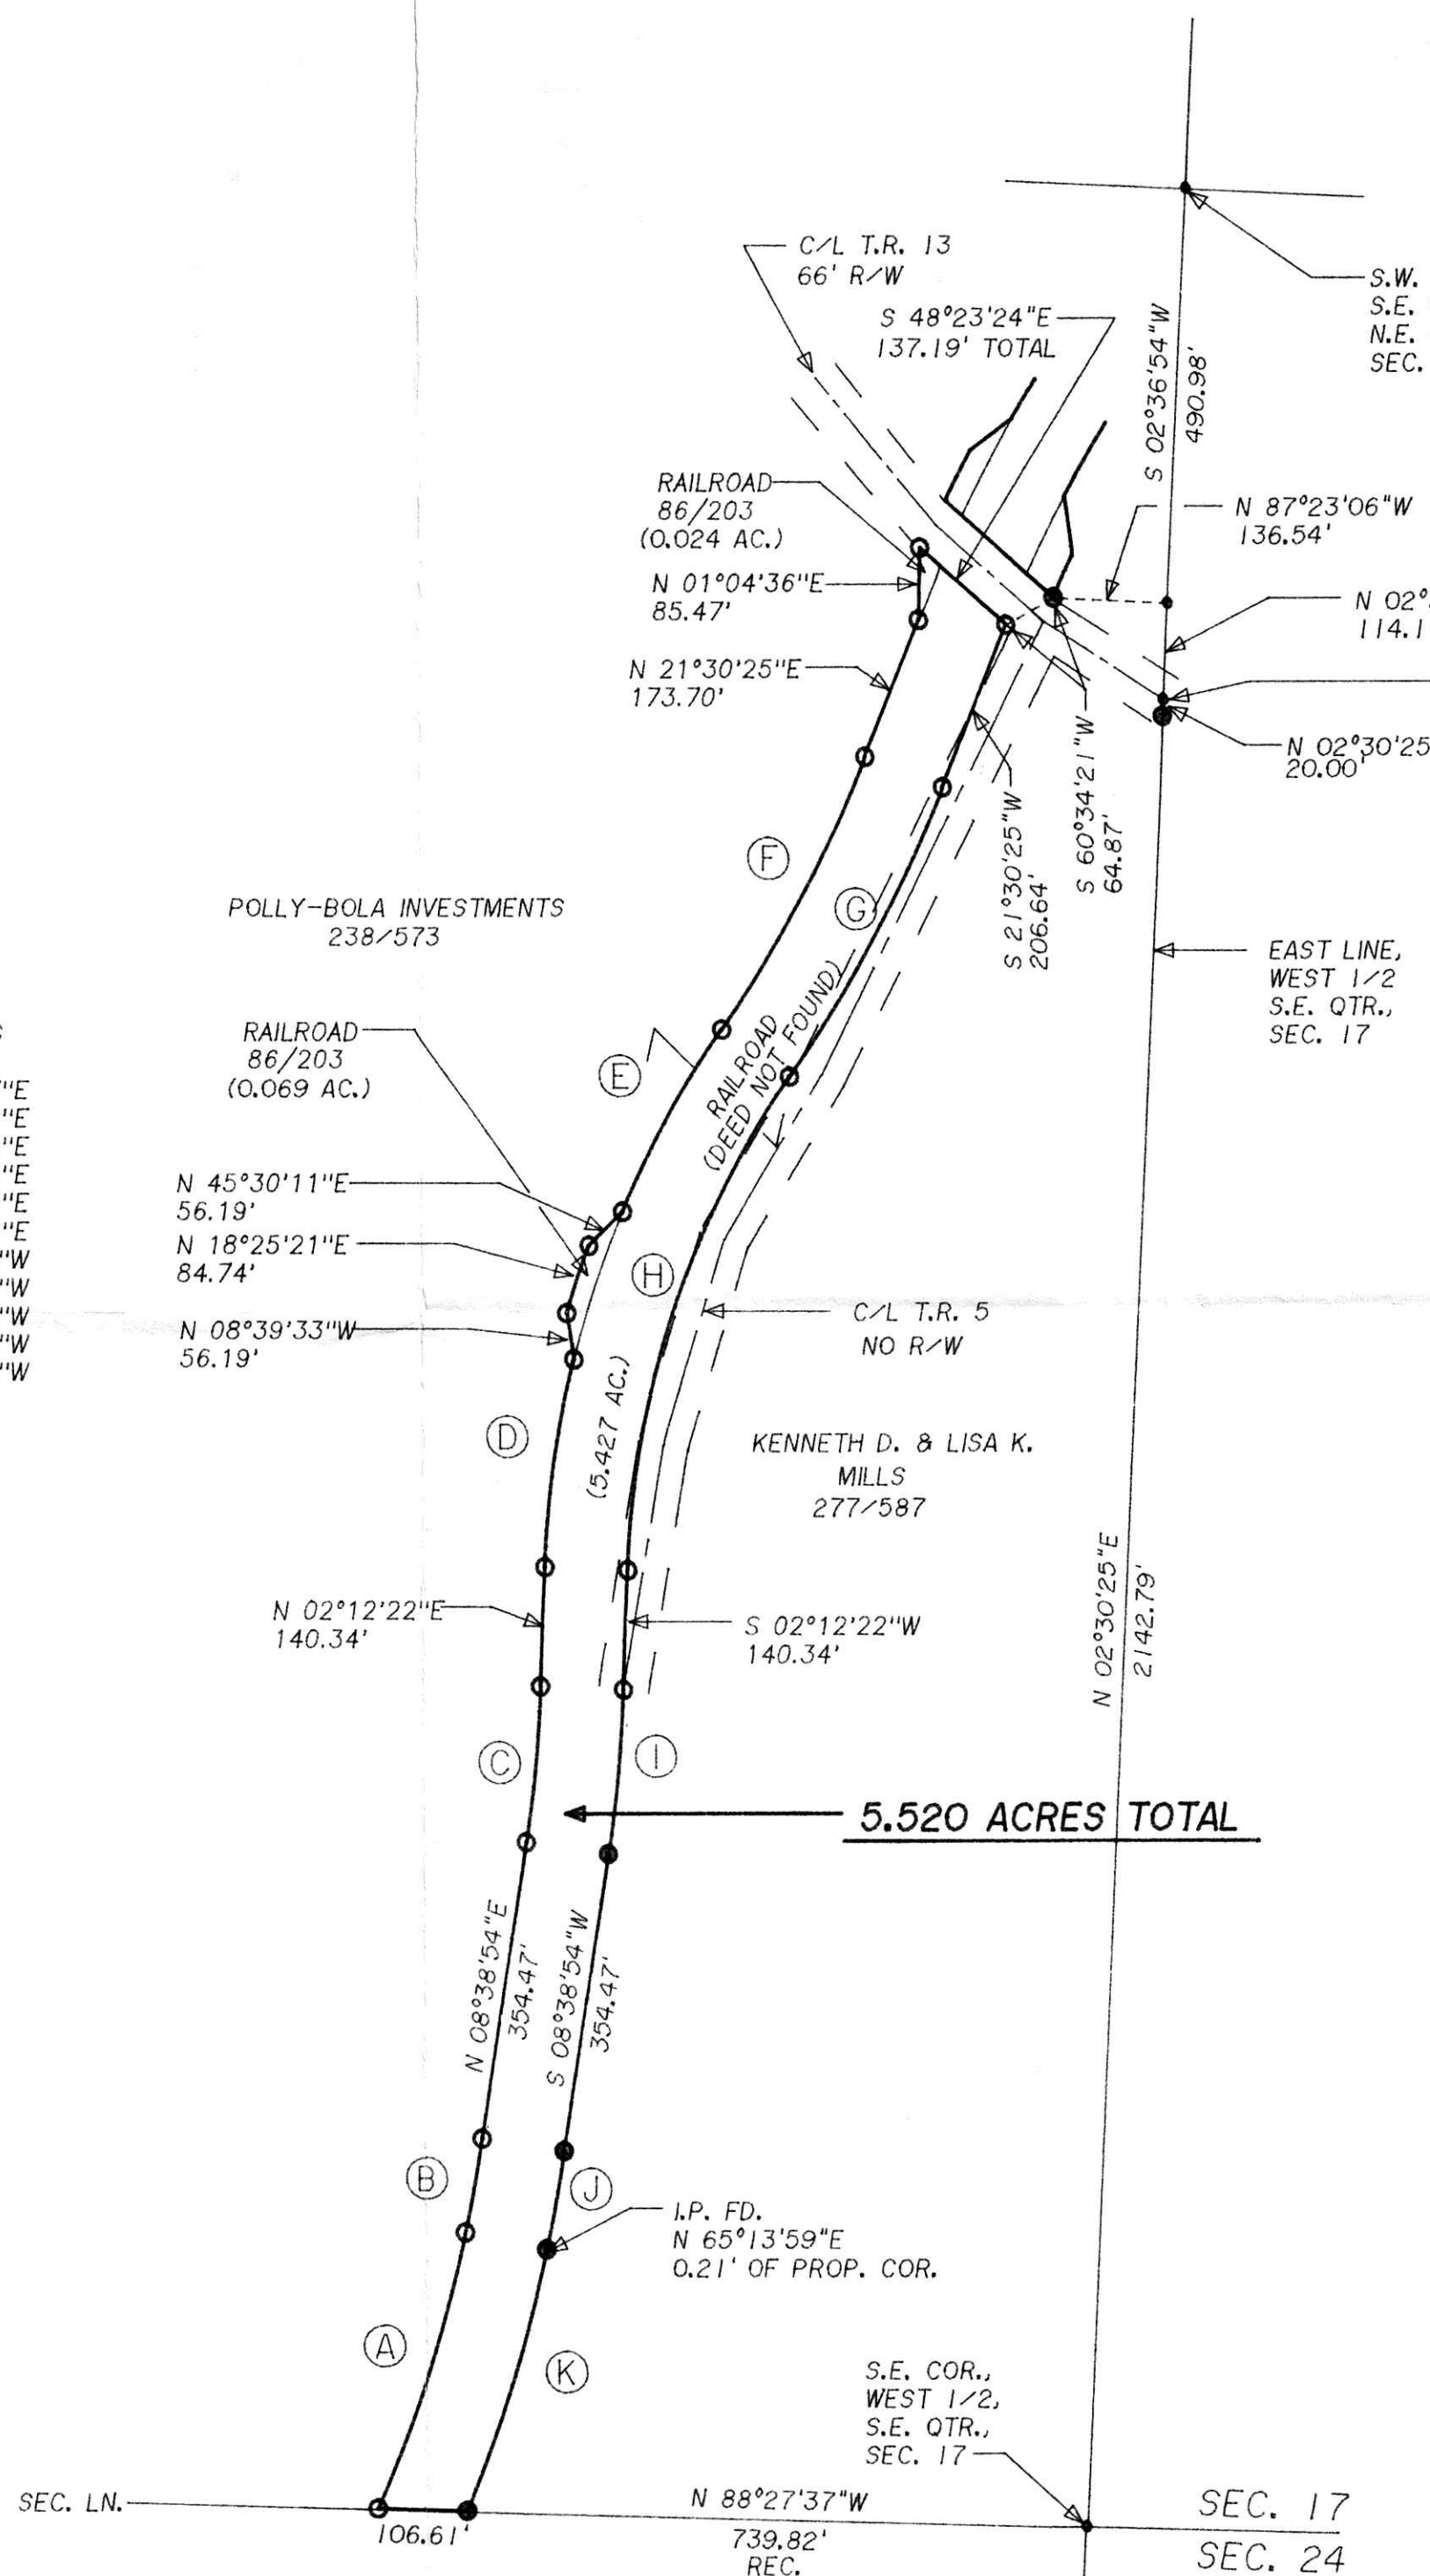 C/L T.R. 13
66' R/W
S 48°23'24"E
137.19' TOTAL
S.W.
S.E.
N.E.
SEC.
S 02°36'54"W
490.98'
RAILROAD
86/203
(0.024 AC.)
N 87°23'06"W
136.54'
N 01°04'36"E
85.47'
N 02°
114.1
N 21°30'25"E
173.70'
N 02°30'25
20.00'
S 60°34'21"W
64.87'
S 21°30'25"W
206.64'
F
G
POLLY-BOLA INVESTMENTS
238/573
EAST LINE,
WEST 1/2
S.E. QTR.,
SEC. 17
RAILROAD
(DEED NOT FOUND)
RAILROAD
86/203
(0.069 AC.)
E
"E
"E
"E
"E
"E
"E
"W
"W
"W
"W
"W
N 45°30'11"E
56.19'
N 18°25'21"E
84.74'
H
N 08°39'33"W
56.19'
C/L T.R. 5
NO R/W
(5.427 AC.)
D
KENNETH D. & LISA K.
MILLS
277/587
N 02°12'22"E
140.34'
S 02°12'22"W
140.34'
N 02°30'25"E
2142.79'
C
I
5.520 ACRES TOTAL
N 08°38'54"E
354.47'
S 08°38'54"W
354.47'
B
J
I.P. FD.
N 65°13'59"E
0.21' OF PROP. COR.
A
K
S.E. COR.,
WEST 1/2,
S.E. QTR.,
SEC. 17
SEC. LN.
106.61'
N 88°27'37"W
739.82'
REC.
SEC. 17
SEC. 24